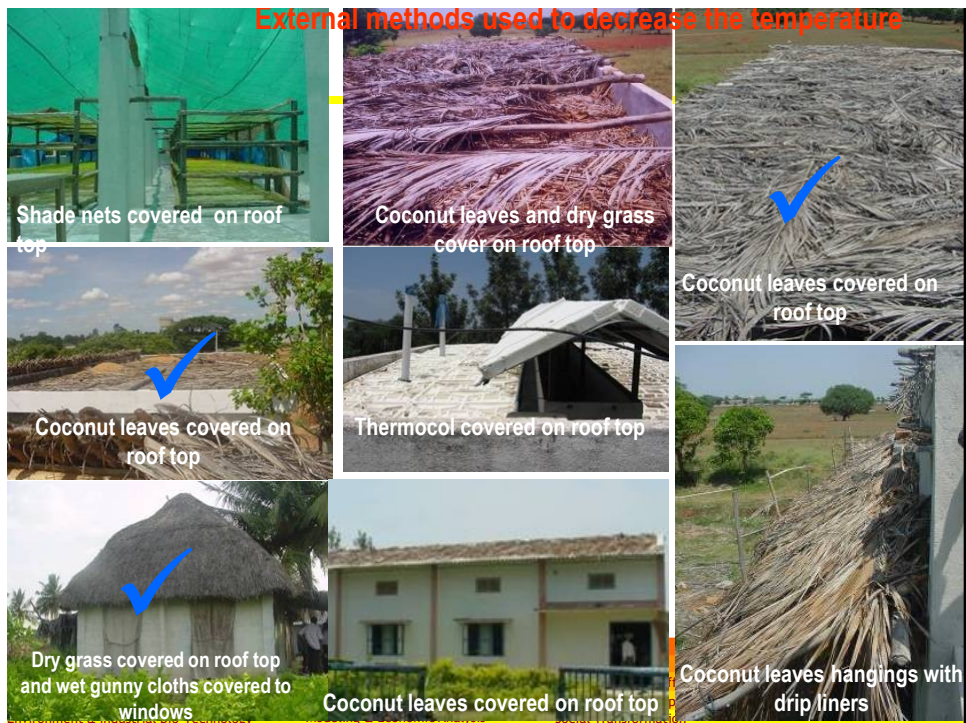 External methods used to decrease the temperature
Shade nets covered on roof
top
Coconut leaves and dry grass
cover on roof top
Coconut leaves covered on
roof top
Coconut leaves covered on
roof top
Thermocol covered on roof top
Dry grass covered on roof top
and wet gunny cloths covered to
windows
Coconut leaves covered on roof top
Coconut leaves hangings with
drip liners